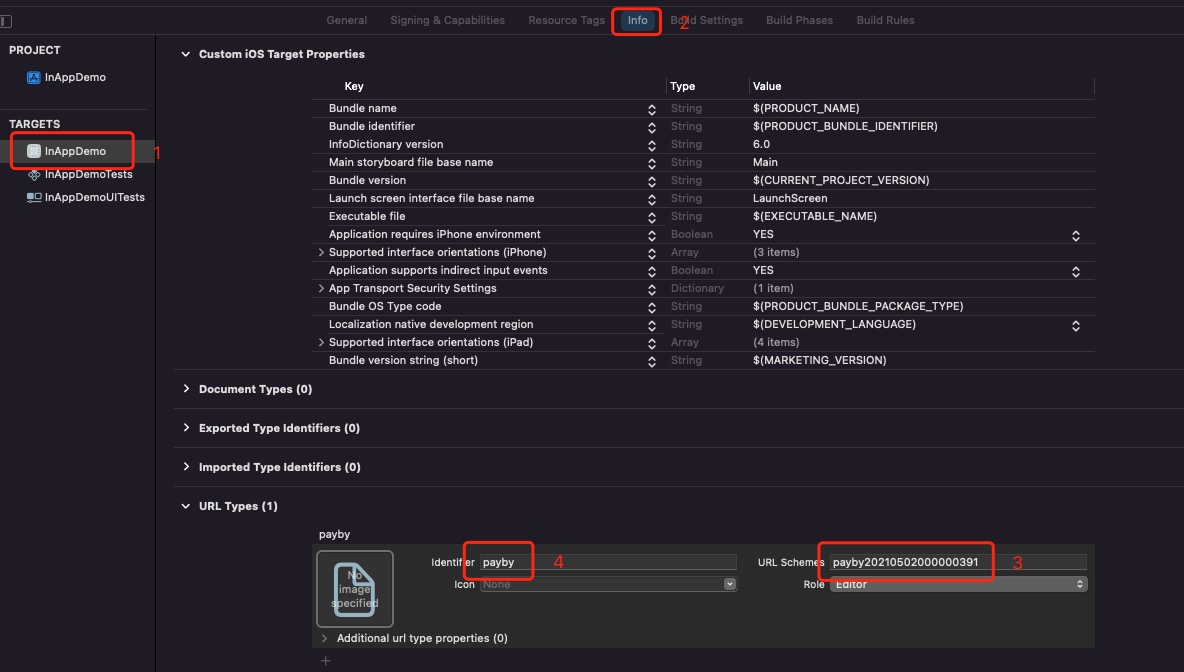 General Signing & Capabilities Resource Tags Info 2 Build Settings Build Phases Build Rules
PROJECT
InAppDemo
TARGETS
InAppDemo 1
InAppDemoTests
InAppDemoUITests
Custom iOS Target Properties
Key Type Value
Bundle name String $(PRODUCT_NAME)
Bundle identifier String $(PRODUCT_BUNDLE_IDENTIFIER)
InfoDictionary version String 6.0
Main storyboard file base name String Main
Bundle version String $(CURRENT_PROJECT_VERSION)
Launch screen interface file base name String LaunchScreen
Executable file String $(EXECUTABLE_NAME)
Application requires iPhone environment Boolean YES
Supported interface orientations (iPhone) Array (3 items)
Application supports indirect input events Boolean YES
App Transport Security Settings Dictionary (1 item)
Bundle OS Type code String $(PRODUCT_BUNDLE_PACKAGE_TYPE)
Localization native development region String $(DEVELOPMENT_LANGUAGE)
Supported interface orientations (iPad) Array (4 items)
Bundle version string (short) String $(MARKETING_VERSION)
Document Types (0)
Exported Type Identifiers (0)
Imported Type Identifiers (0)
URL Types (1)
payby
No image specified
Identifier payby 4 URL Schemes payby20210502000000391 3
Icon None Role Editor
Additional url type properties (0)